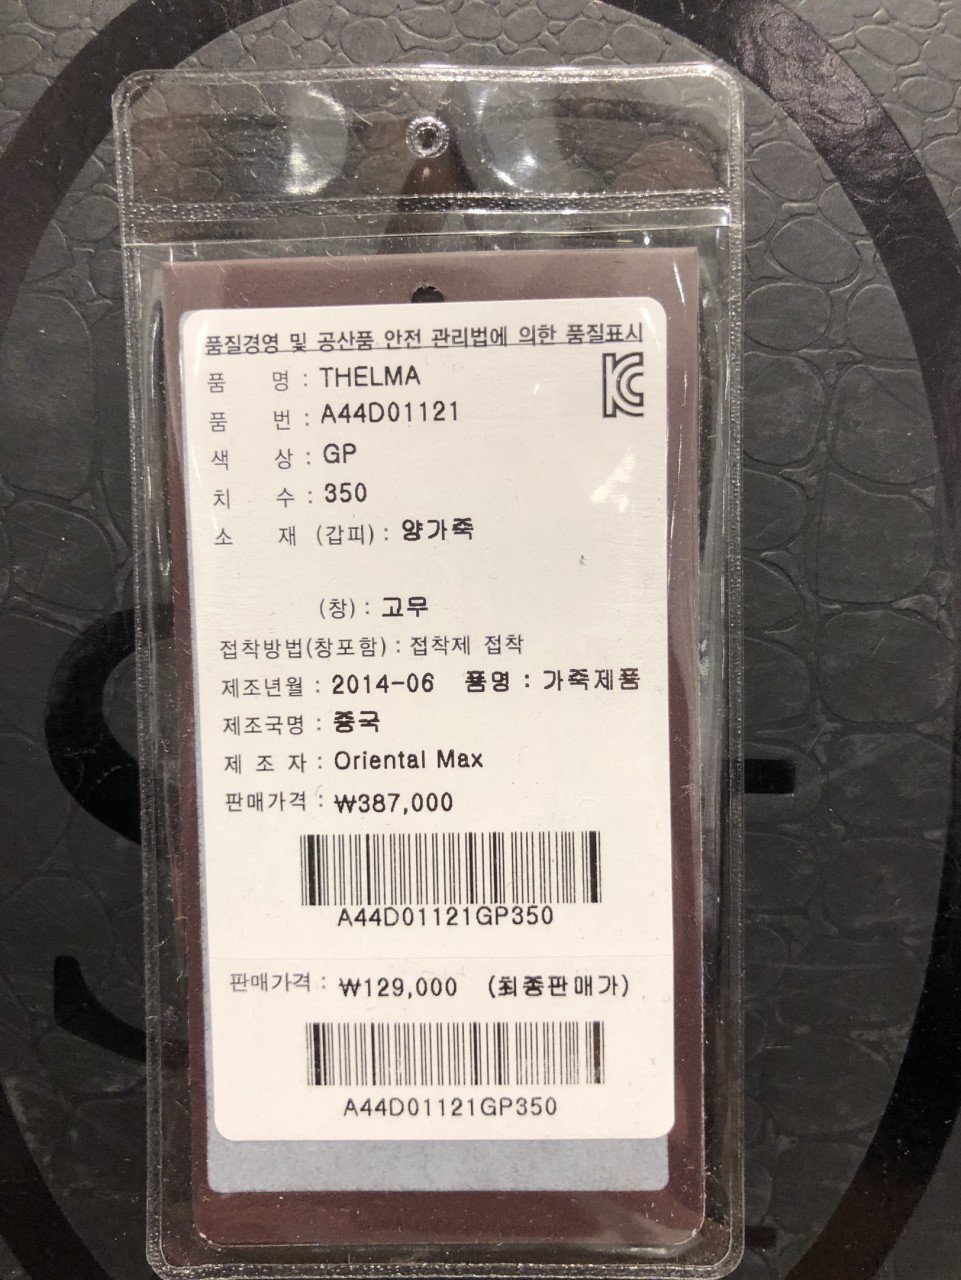 품질경영 및 공산품 안전 관리법에 의한 품질표시
품 명 : THELMA
품 번 : A44D01121
색 상 : GP
치 수 : 350
소 재 (갑피) : 양가죽
(창) : 고무
접착방법(창포함) : 접착제 접착
제조년월 : 2014-06 품명 : 가죽제품
제조국명 : 중국
제 조 자 : Oriental Max
판매가격 : ₩387,000
A44D01121GP350
판매가격 : ₩129,000 (최종판매가)
A44D01121GP350